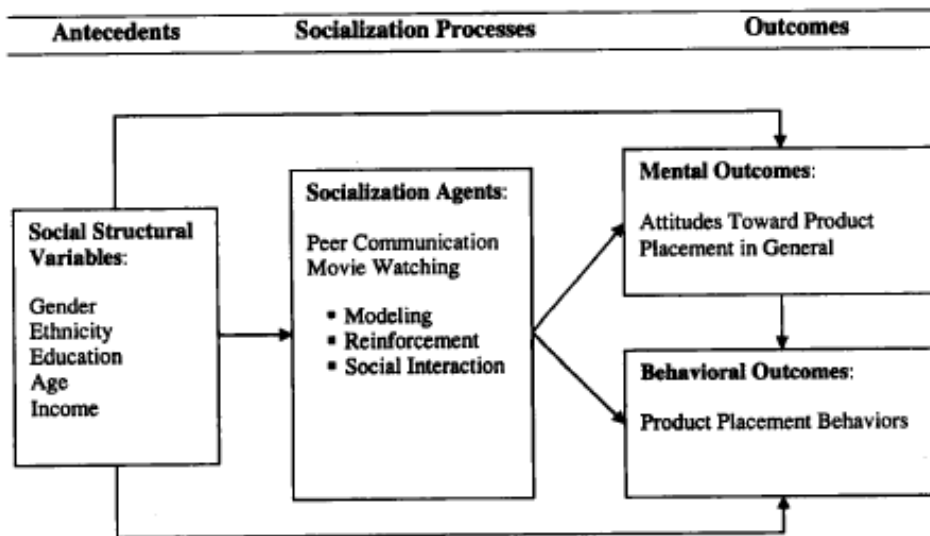 Antecedents
Socialization Processes
Outcomes
Social Structural
Variables:
Gender
Ethnicity
Education
Age
Income
Socialization Agents:
Peer Communication
Movie Watching
▪ Modeling
▪ Reinforcement
▪ Social Interaction
Mental Outcomes:
Attitudes Toward Product
Placement in General
Behavioral Outcomes:
Product Placement Behaviors